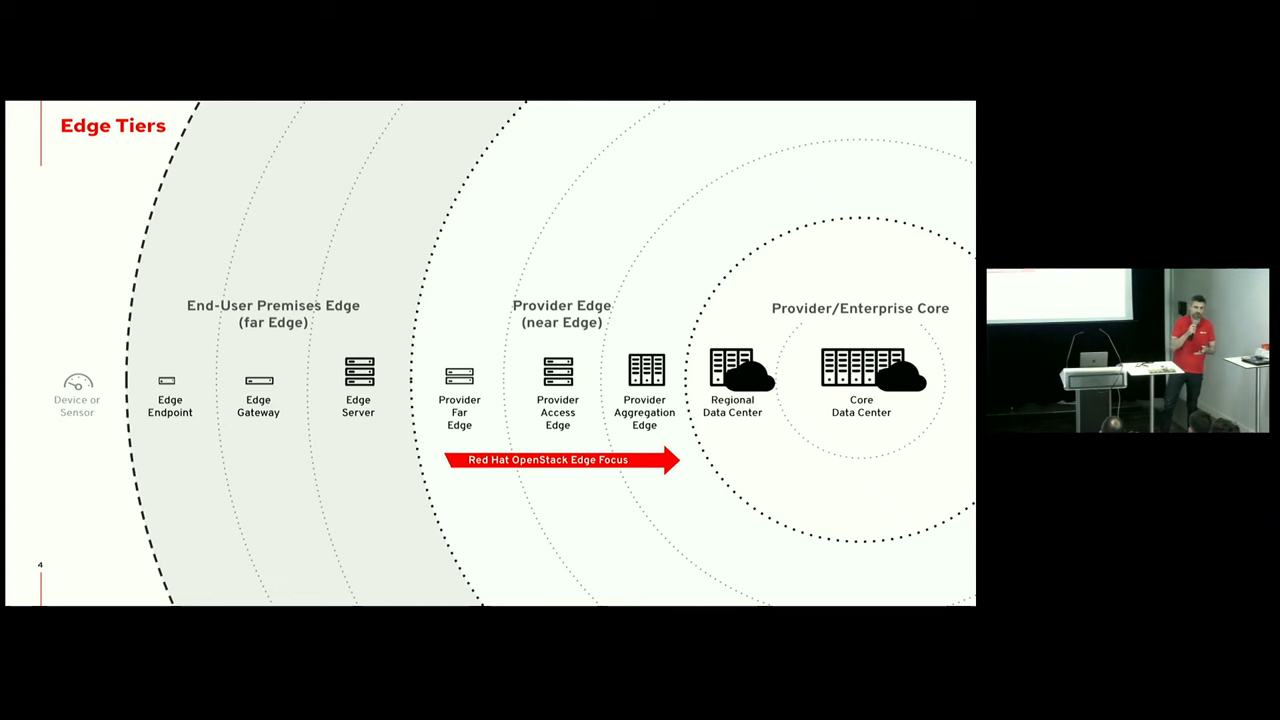 Edge Tiers
End-User Premises Edge
(far Edge)
Provider Edge
(near Edge)
Provider/Enterprise Core
Device or
Sensor
Edge
Endpoint
Edge
Gateway
Edge
Server
Provider
Far
Edge
Provider
Access
Edge
Provider
Aggregation
Edge
Regional
Data Center
Core
Data Center
Red Hat OpenStack Edge Focus
4